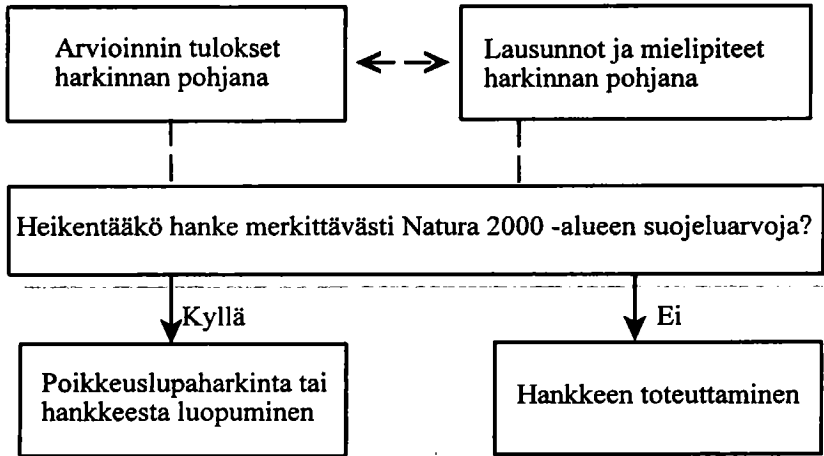 Arvioinnin tulokset
harkinnan pohjana
Lausunnot ja mielipiteet
harkinnan pohjana
Heikentääkö hanke merkittävästi Natura 2000 -alueen suojeluarvoja?
Kyllä
Ei
Poikkeuslupaharkinta tai
hankkeesta luopuminen
Hankkeen toteuttaminen